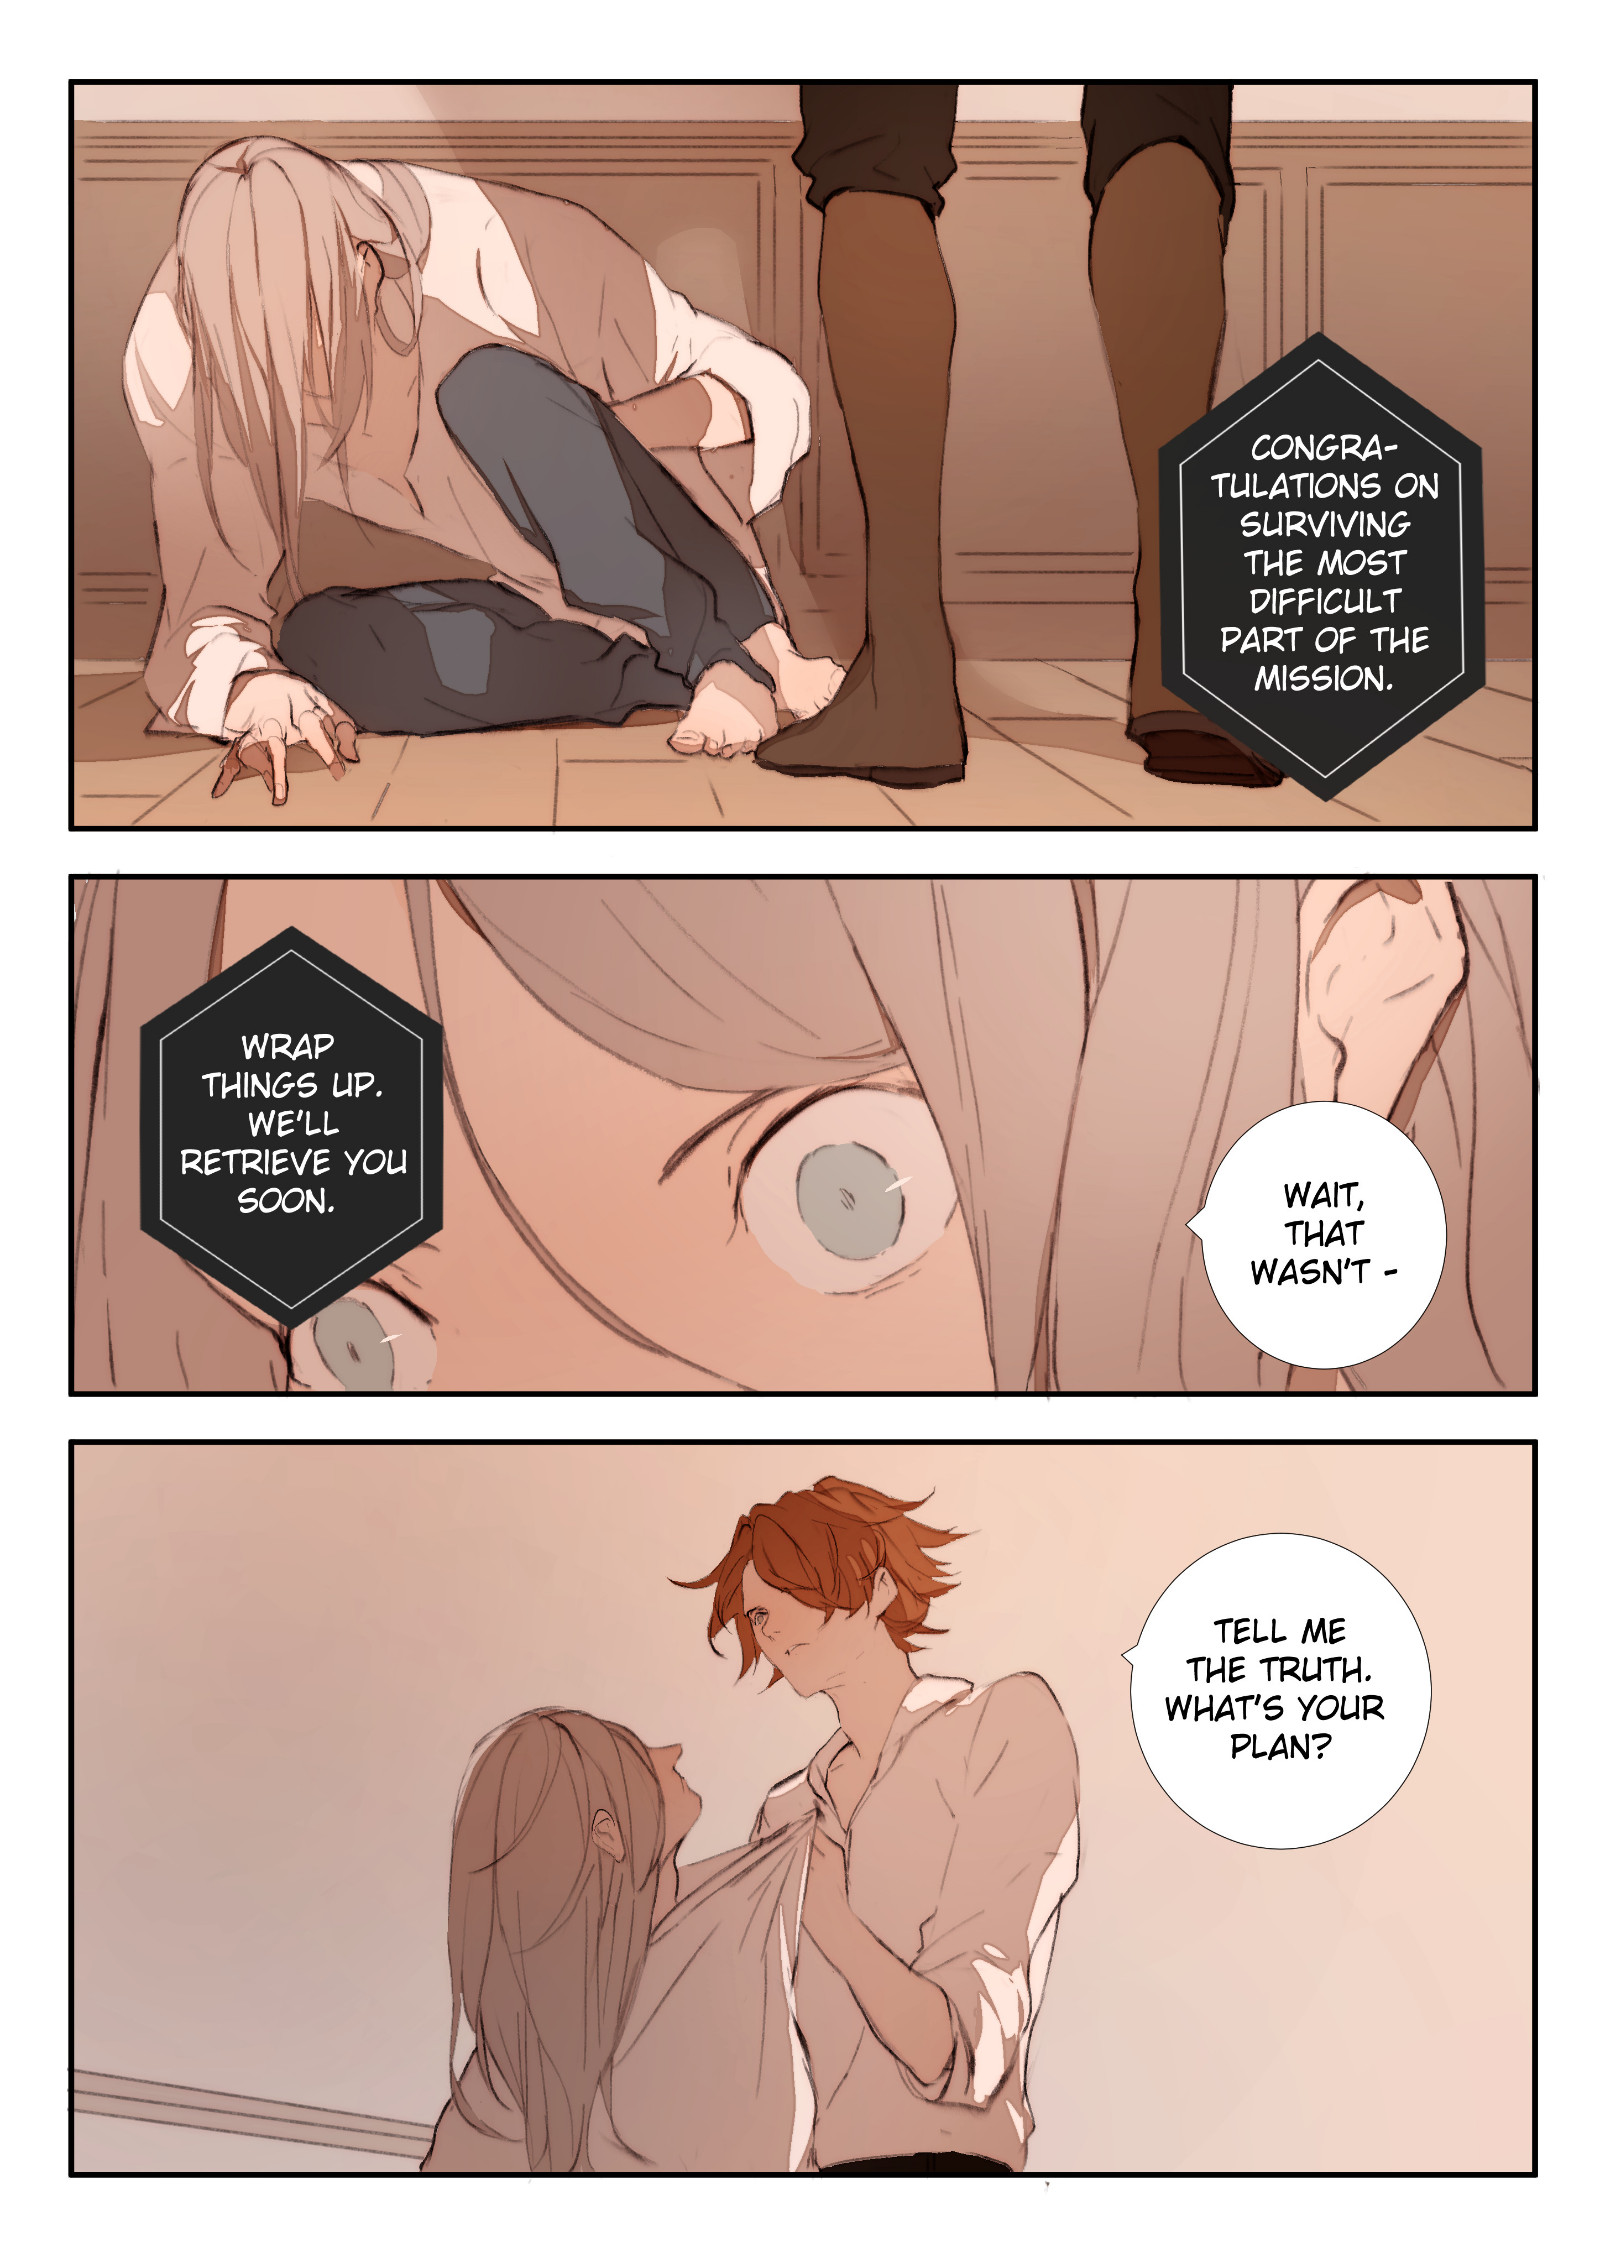 CONGRA-
TULATIONS ON
SURVIVING
THE MOST
DIFFICULT
PART OF THE
MISSION.
WRAP
THINGS UP.
WE'LL
RETRIEVE YOU
SOON.
WAIT,
THAT
WASN'T -
TELL ME
THE TRUTH.
WHAT'S YOUR
PLAN?